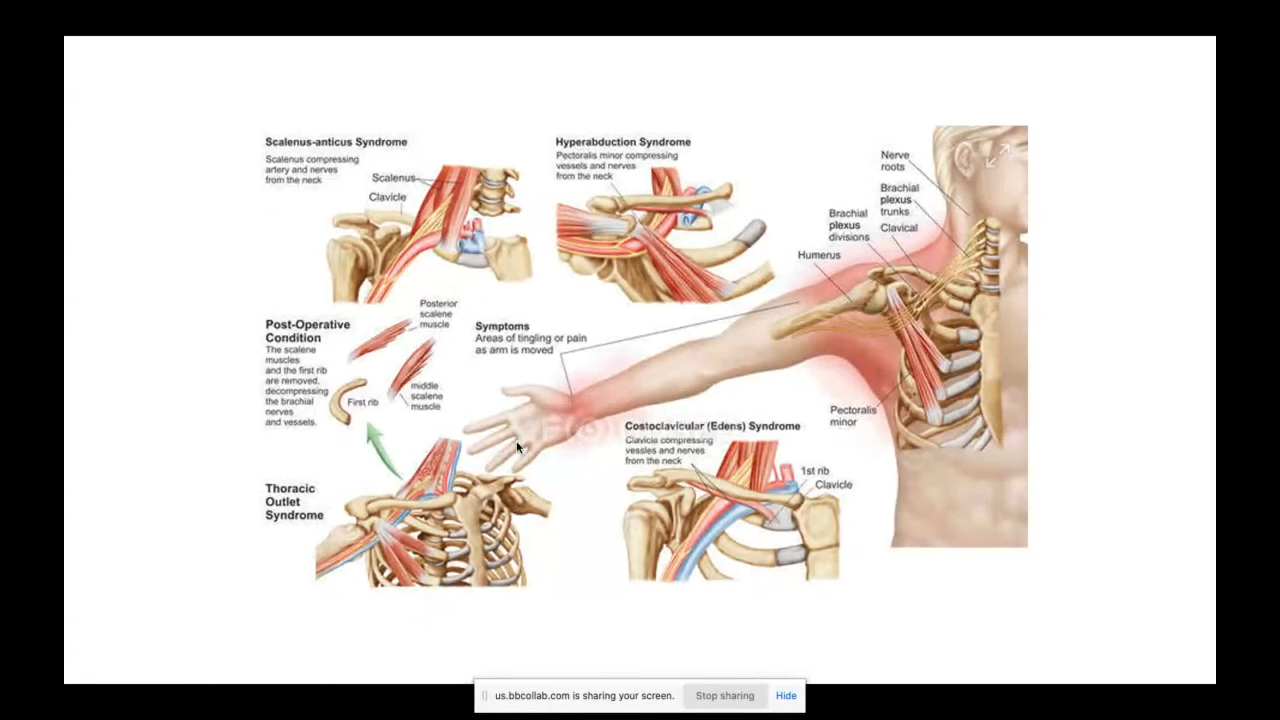 Scalenus-anticus Syndrome
Scalenus compressing
artery and nerves
from the neck
Scalenus
Clavicle
Hyperabduction Syndrome
Pectoralis minor compressing
vessels and nerves
from the neck
Nerve
roots
Brachial
plexus
trunks
Brachial
plexus
divisions
Clavical
Humerus
Posterior
scalene
muscle
Post-Operative
Condition
The scalene
muscles
and the first rib
are removed,
decompressing
the brachial
nerves
and vessels.
First rib
middle
scalene
muscle
Symptoms
Areas of tingling or pain
as arm is moved
Pectoralis
minor
Costoclavicular (Edens) Syndrome
Clavicle compressing
vessles and nerves
from the neck
1st rib
Clavicle
Thoracic
Outlet
Syndrome
us.bbcollab.com is sharing your screen.
Stop sharing
Hide